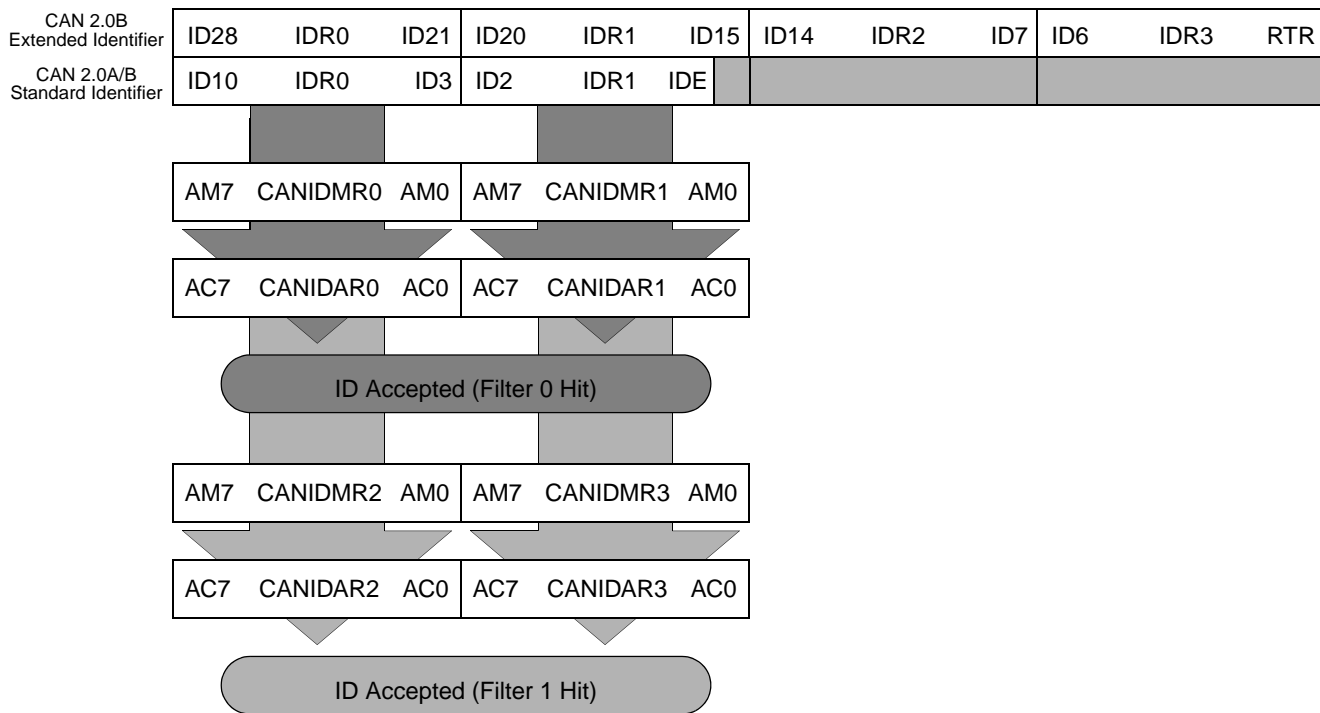 CAN 2.0B
Extended Identifier
ID28 IDR0 ID21 ID20 IDR1 ID15 ID14 IDR2 ID7 ID6 IDR3 RTR
CAN 2.0A/B
Standard Identifier
ID10 IDR0 ID3 ID2 IDR1 IDE
AM7 CANIDMR0 AM0 AM7 CANIDMR1 AM0
AC7 CANIDAR0 AC0 AC7 CANIDAR1 AC0
ID Accepted (Filter 0 Hit)
AM7 CANIDMR2 AM0 AM7 CANIDMR3 AM0
AC7 CANIDAR2 AC0 AC7 CANIDAR3 AC0
ID Accepted (Filter 1 Hit)